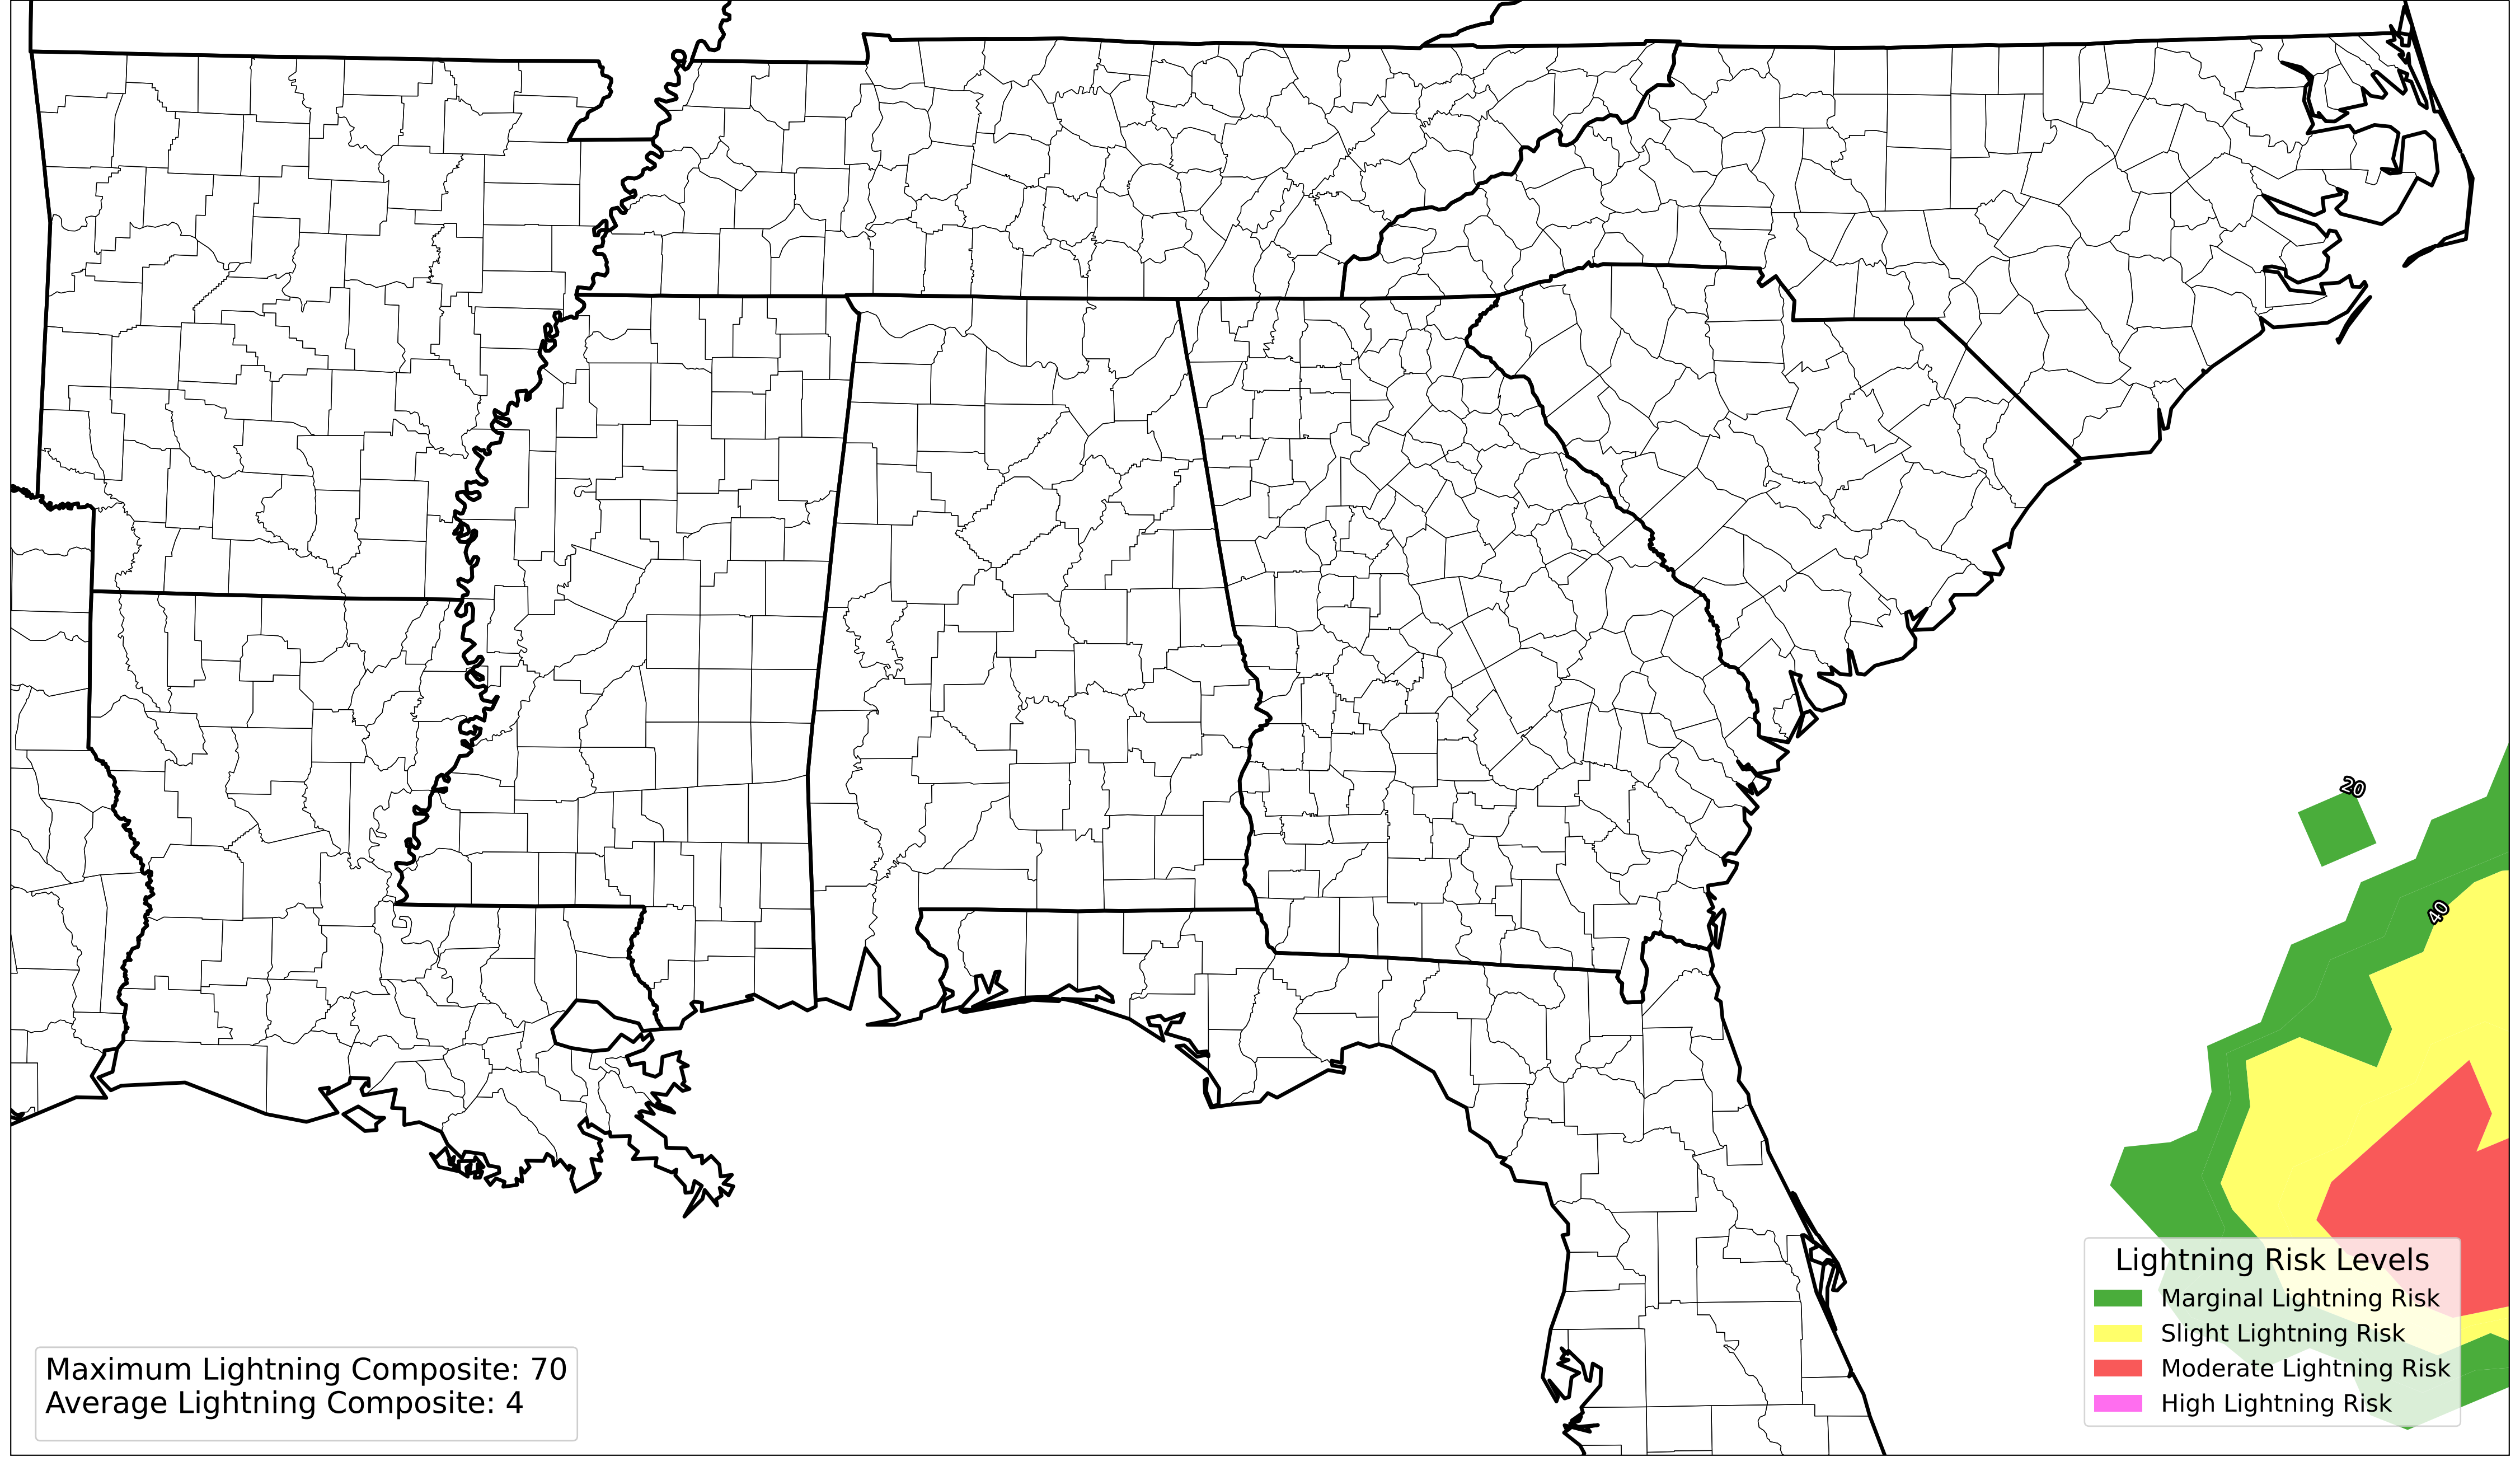 20
40
Lightning Risk Levels
Marginal Lightning Risk
Slight Lightning Risk
Moderate Lightning Risk
High Lightning Risk
Maximum Lightning Composite: 70
Average Lightning Composite: 4